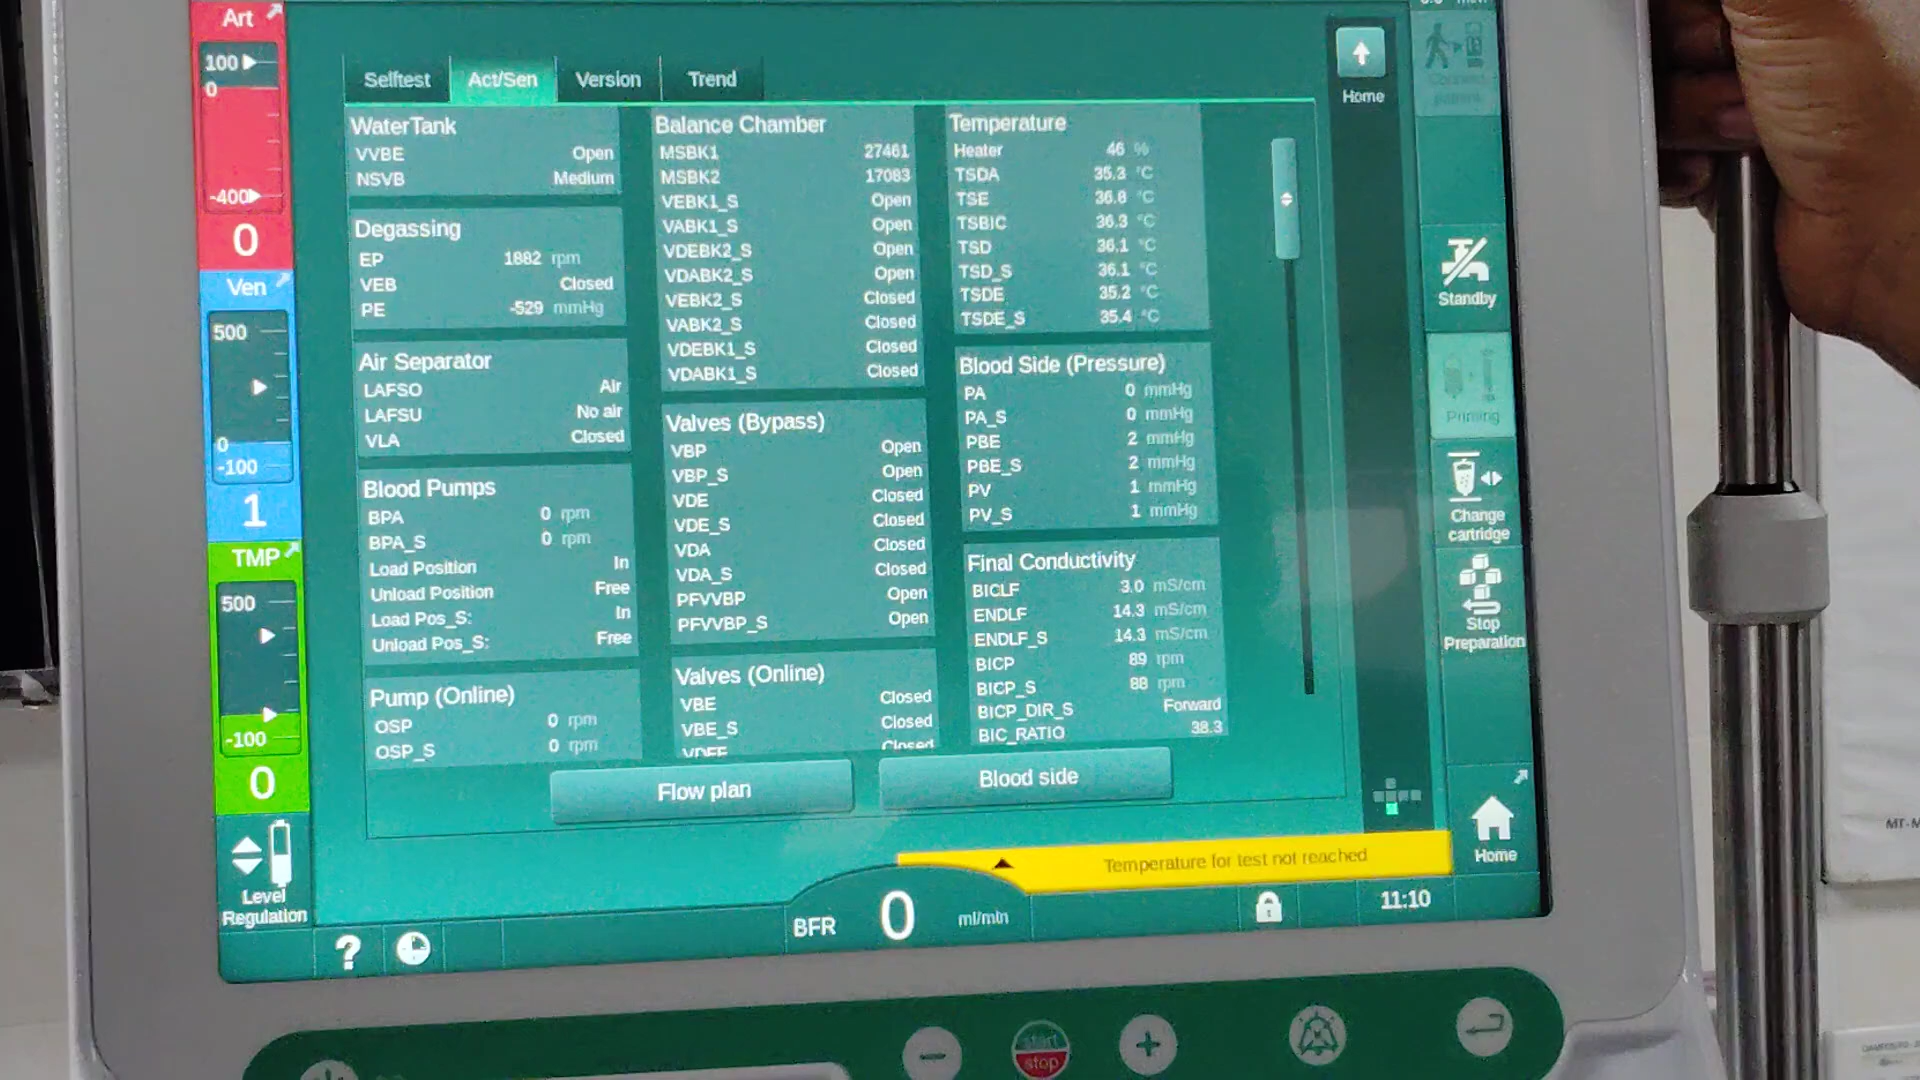 Art
100
0
-400
0
Ven
500
0
-100
1
TMP
500
-100
0
Level
Regulation
Selftest
Act/Sen
Version
Trend
WaterTank
VVBE Open
NSVB Medium
Degassing
EP 1882 rpm
VEB Closed
PE -529 mmHg
Air Separator
LAFSO Air
LAFSU No air
VLA Closed
Blood Pumps
BPA 0 rpm
BPA_S 0 rpm
Load Position In
Unload Position Free
Load Pos_S: In
Unload Pos_S: Free
Pump (Online)
OSP 0 rpm
OSP_S 0 rpm
Balance Chamber
MSBK1 27461
MSBK2 17083
VEBK1_S Open
VABK1_S Open
VDEBK2_S Open
VDABK2_S Open
VEBK2_S Closed
VABK2_S Closed
VDEBK1_S Closed
VDABK1_S Closed
Valves (Bypass)
VBP Open
VBP_S Open
VDE Closed
VDE_S Closed
VDA Closed
VDA_S Closed
PFVVBP Open
PFVVBP_S Open
Valves (Online)
VBE Closed
VBE_S Closed
Closed
Temperature
Heater 46 %
TSDA 35.3 °C
TSE 36.8 °C
TSBIC 36.3 °C
TSD 36.1 °C
TSD_S 36.1 °C
TSDE 35.2 °C
TSDE_S 35.4 °C
Blood Side (Pressure)
PA 0 mmHg
PA_S 0 mmHg
PBE 2 mmHg
PBE_S 2 mmHg
PV 1 mmHg
PV_S 1 mmHg
Final Conductivity
BICLF 3.0 mS/cm
ENDLF 14.3 mS/cm
ENDLF_S 14.3 mS/cm
BICP 89 rpm
BICP_S 88 rpm
BICP_DIR_S Forward
BIC_RATIO 38.3
Flow plan
Blood side
Home
Connect
patient
Standby
Priming
Change
cartridge
Stop
Preparation
Home
Temperature for test not reached
BFR 0 ml/min
11:10
?
start
stop
MT-M